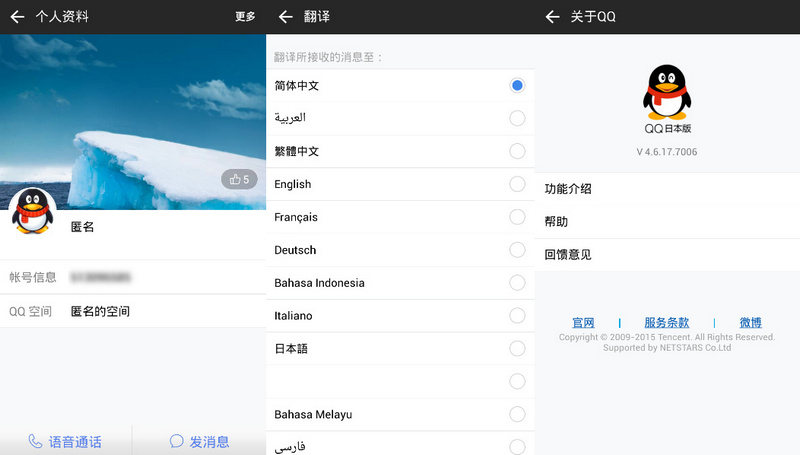 个人资料
更多
5
匿名
帐号信息
QQ 空间
匿名的空间
语音通话
发消息
翻译
翻译所接收的消息至：
简体中文
العربية
繁體中文
English
Français
Deutsch
Bahasa Indonesia
Italiano
日本語
Bahasa Melayu
فارسی
关于QQ
QQ日本版
V 4.6.17.7006
功能介绍
帮助
回馈意见
官网 | 服务条款 | 微博
Copyright © 2009-2015 Tencent. All Rights Reserved.
Supported by NETSTARS Co.Ltd